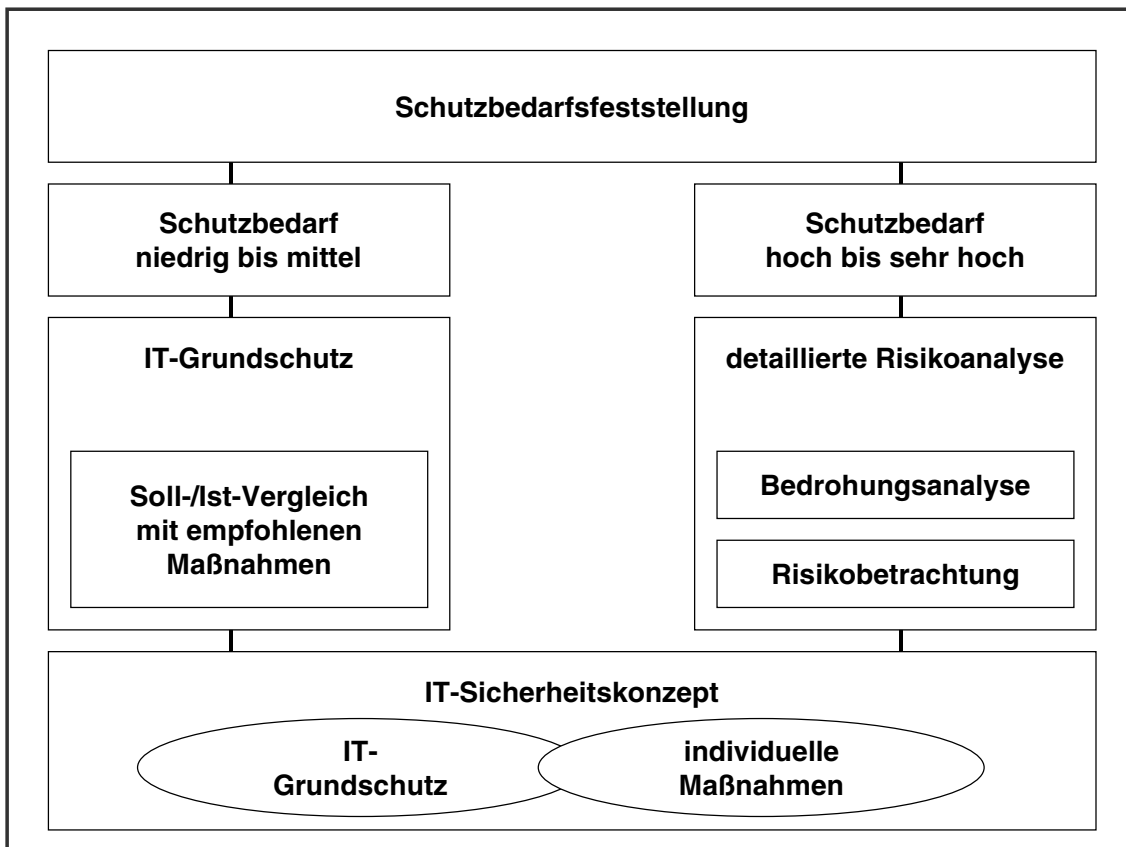 Schutzbedarfsfeststellung
Schutzbedarf
niedrig bis mittel
Schutzbedarf
hoch bis sehr hoch
IT-Grundschutz
Soll-/Ist-Vergleich
mit empfohlenen
Maßnahmen
detaillierte Risikoanalyse
Bedrohungsanalyse
Risikobetrachtung
IT-Sicherheitskonzept
IT-
Grundschutz
individuelle
Maßnahmen